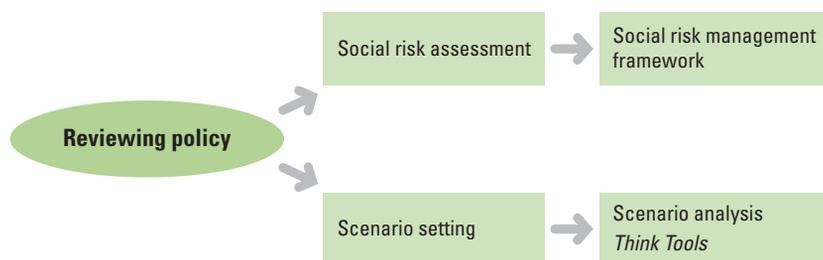 Social risk assessment
Social risk management
framework
Reviewing policy
Scenario setting
Scenario analysis
Think Tools